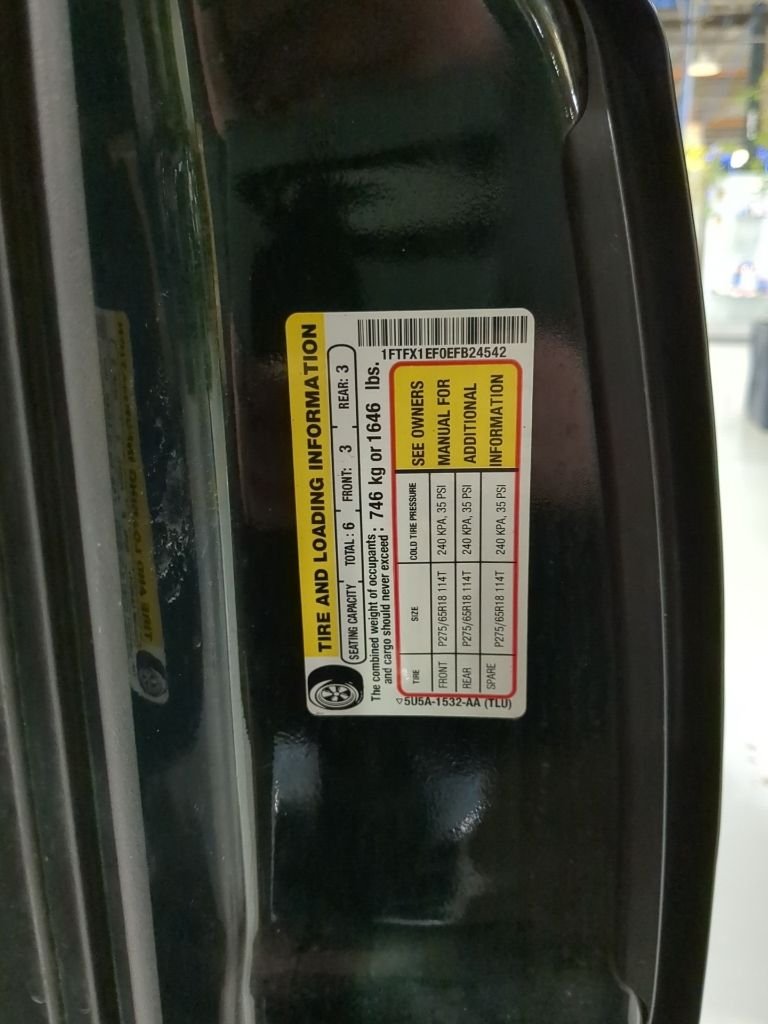 TIRE AND LOADING INFORMATION
SEATING CAPACITY TOTAL: 6 FRONT: 3 REAR: 3
The combined weight of occupants
and cargo should never exceed: 746 kg or 1646 lbs.
1FTFX1EF0EFB24542
TIRE SIZE COLD TIRE PRESSURE
FRONT P275/65R18 114T 240 KPA, 35 PSI
REAR P275/65R18 114T 240 KPA, 35 PSI
SPARE P275/65R18 114T 240 KPA, 35 PSI
SEE OWNERS
MANUAL FOR
ADDITIONAL
INFORMATION
5U5A-1532-AA (TLU)